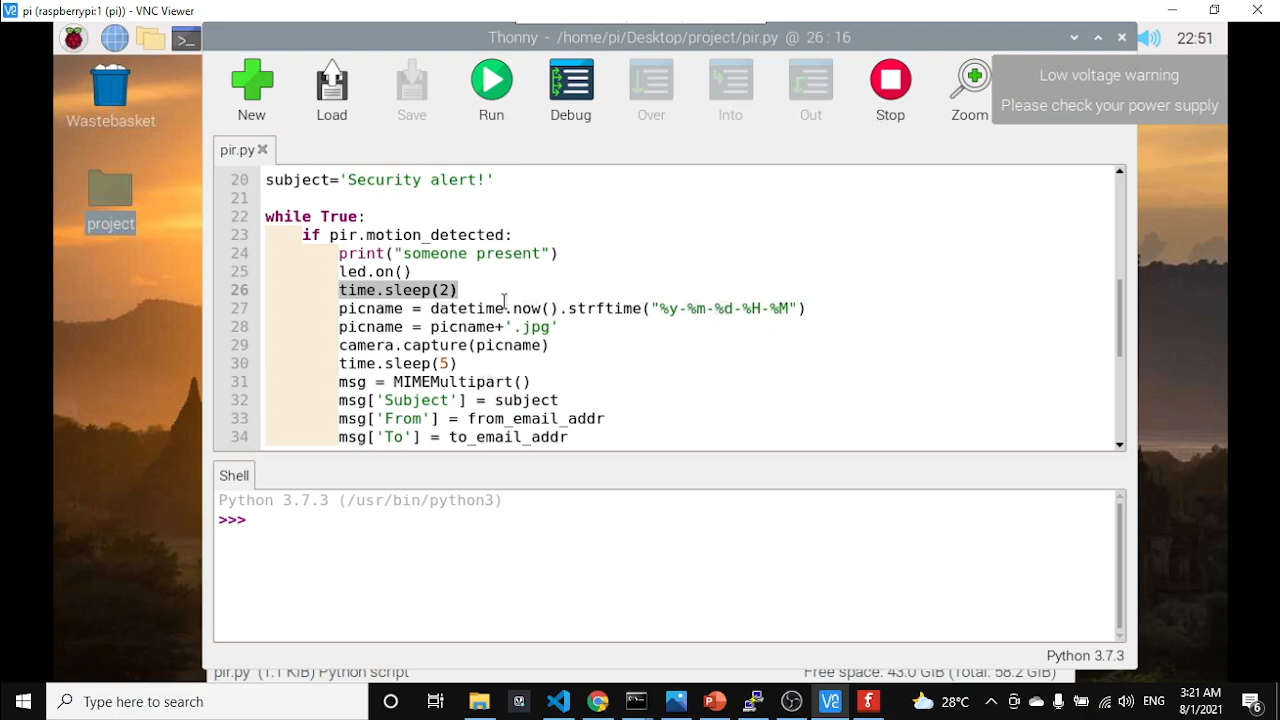 pi (raspberrypi:1 (pi)) - VNC Viewer
Thonny - /home/pi/Desktop/project/pir.py @ 26 : 16
22:51
Low voltage warning
Please check your power supply
Wastebasket
project
New
Load
Save
Run
Debug
Over
Into
Out
Stop
Zoom
pir.py
20 subject='Security alert!'
21
22 while True:
23     if pir.motion_detected:
24         print("someone present")
25         led.on()
26         time.sleep(2)
27         picname = datetime.now().strftime("%y-%m-%d-%H-%M")
28         picname = picname+'.jpg'
29         camera.capture(picname)
30         time.sleep(5)
31         msg = MIMEMultipart()
32         msg['Subject'] = subject
33         msg['From'] = from_email_addr
34         msg['To'] = to_email_addr
Shell
Python 3.7.3 (/usr/bin/python3)
>>>
Python 3.7.3
pir.py (1.1 KiB) Python script
Free space: 43.0 GiB (Total: 58.2 GiB)
Type here to search
28°C
ENG
3:21 AM
8/1/2021
6